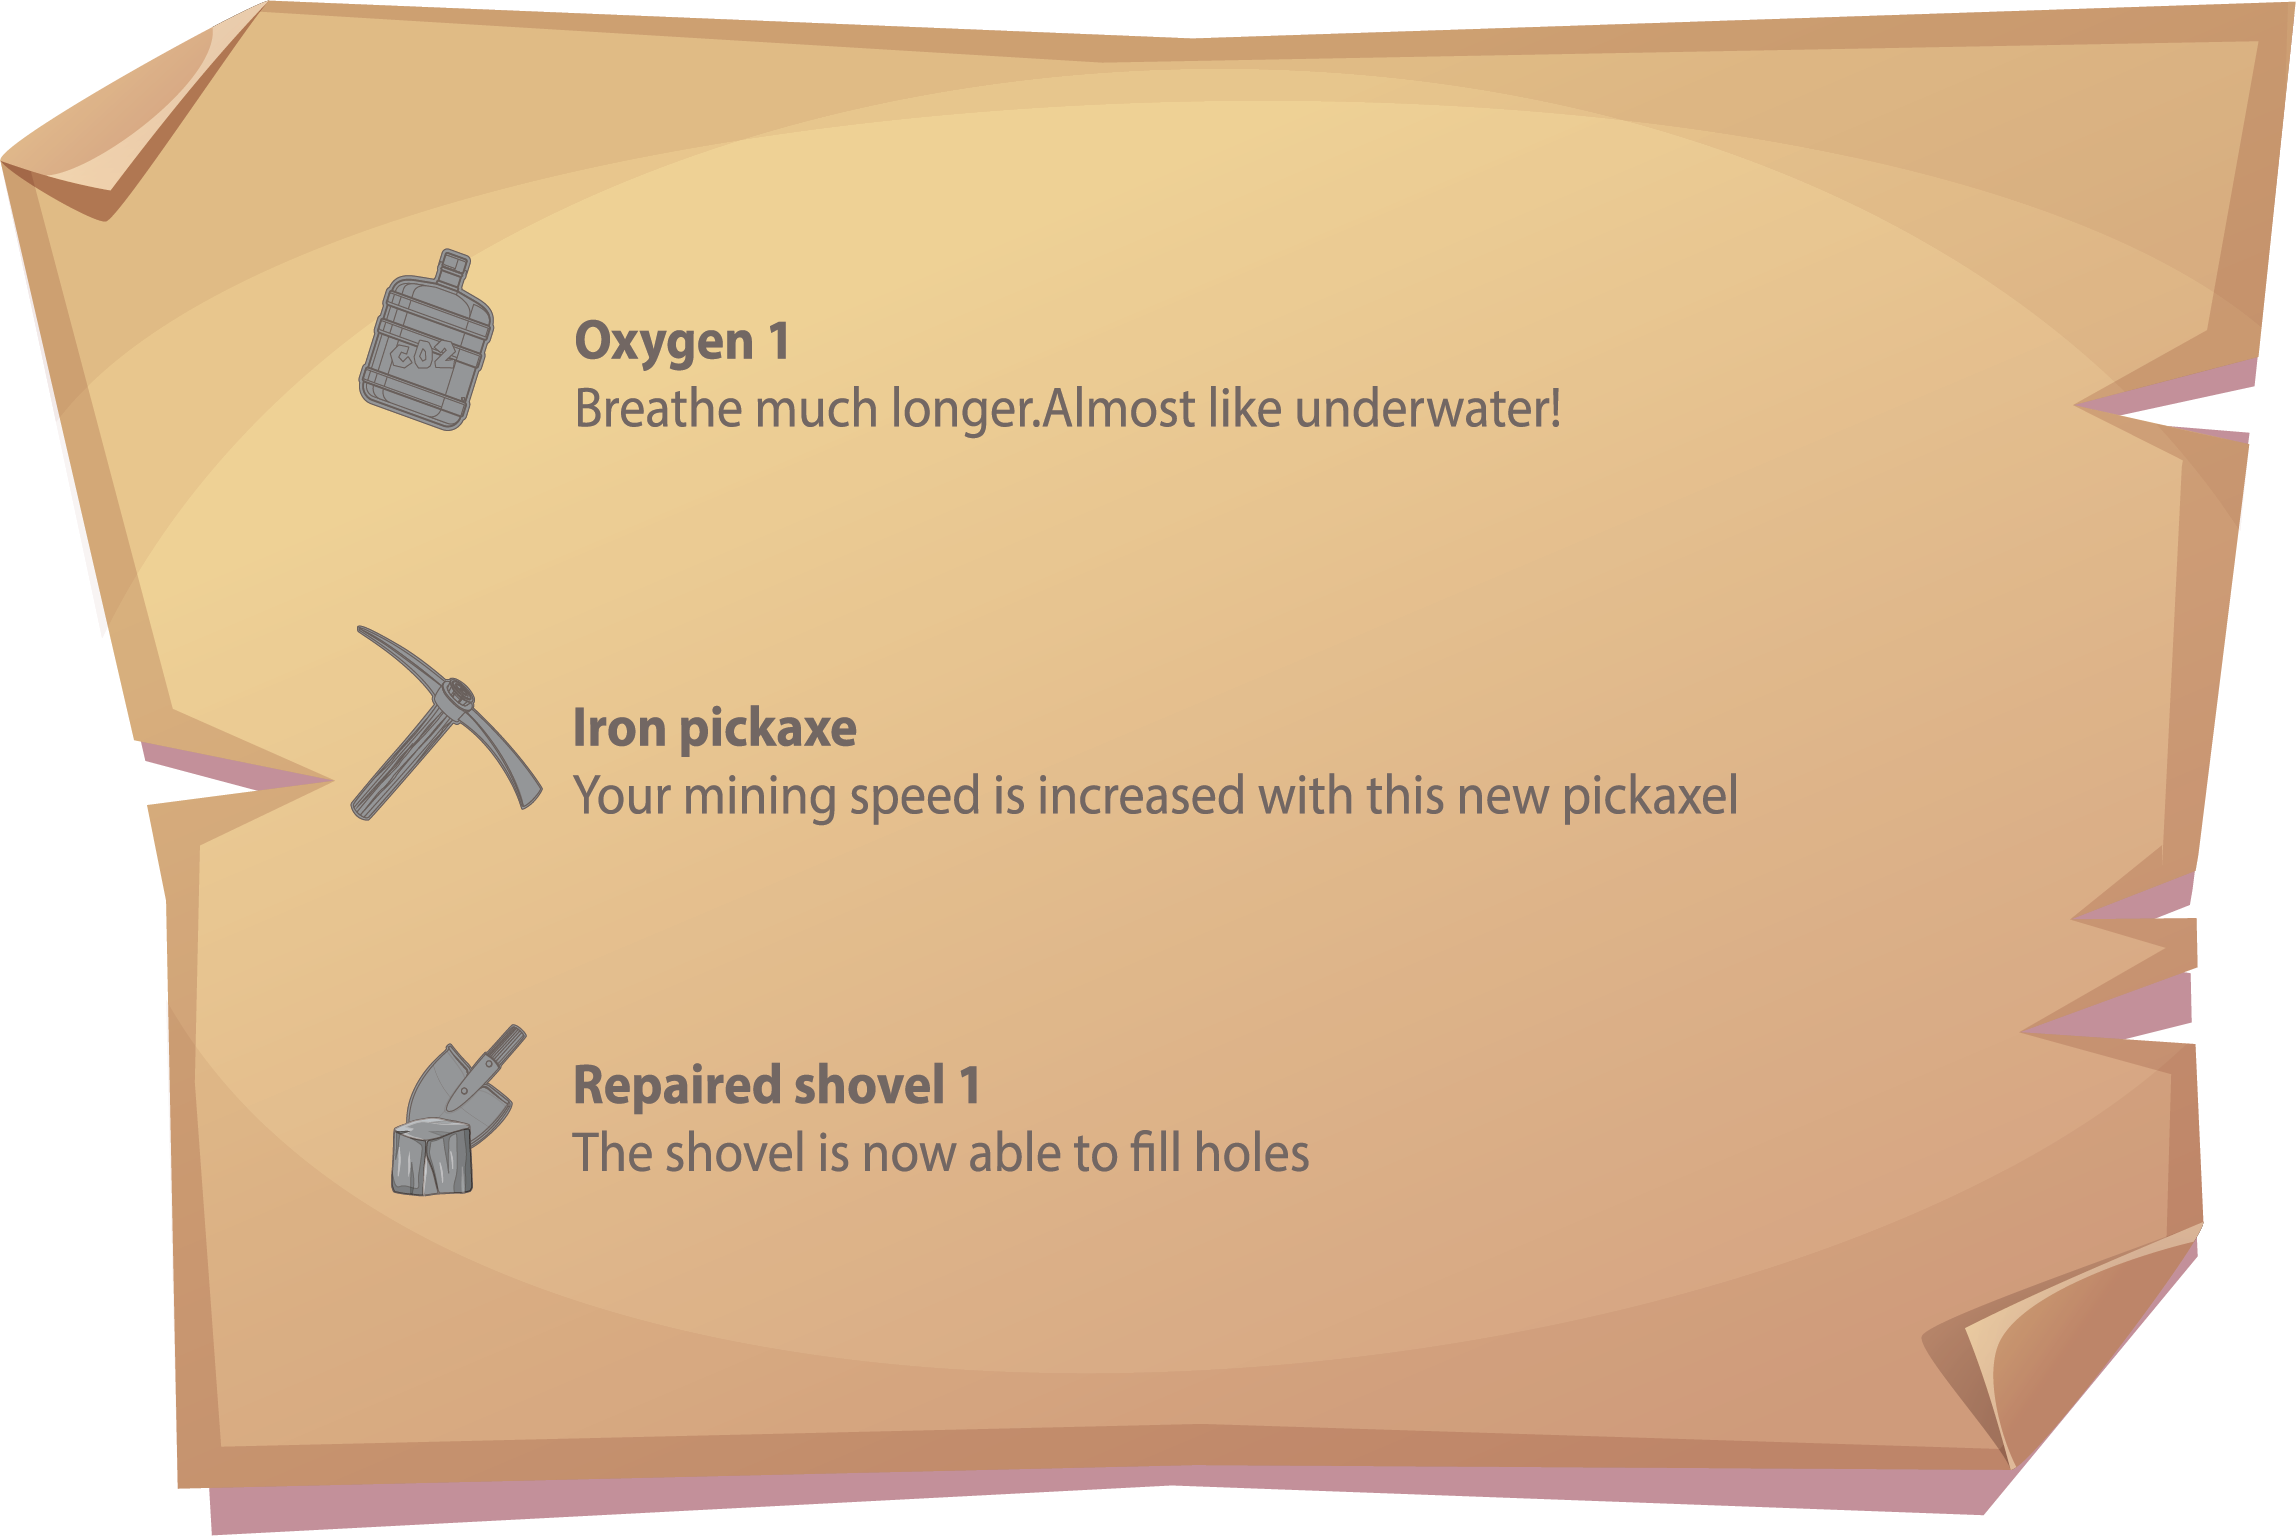 co2
Oxygen 1
Breathe much longer.Almost like underwater!
Iron pickaxe
Your mining speed is increased with this new pickaxel
Repaired shovel 1
The shovel is now able to fill holes